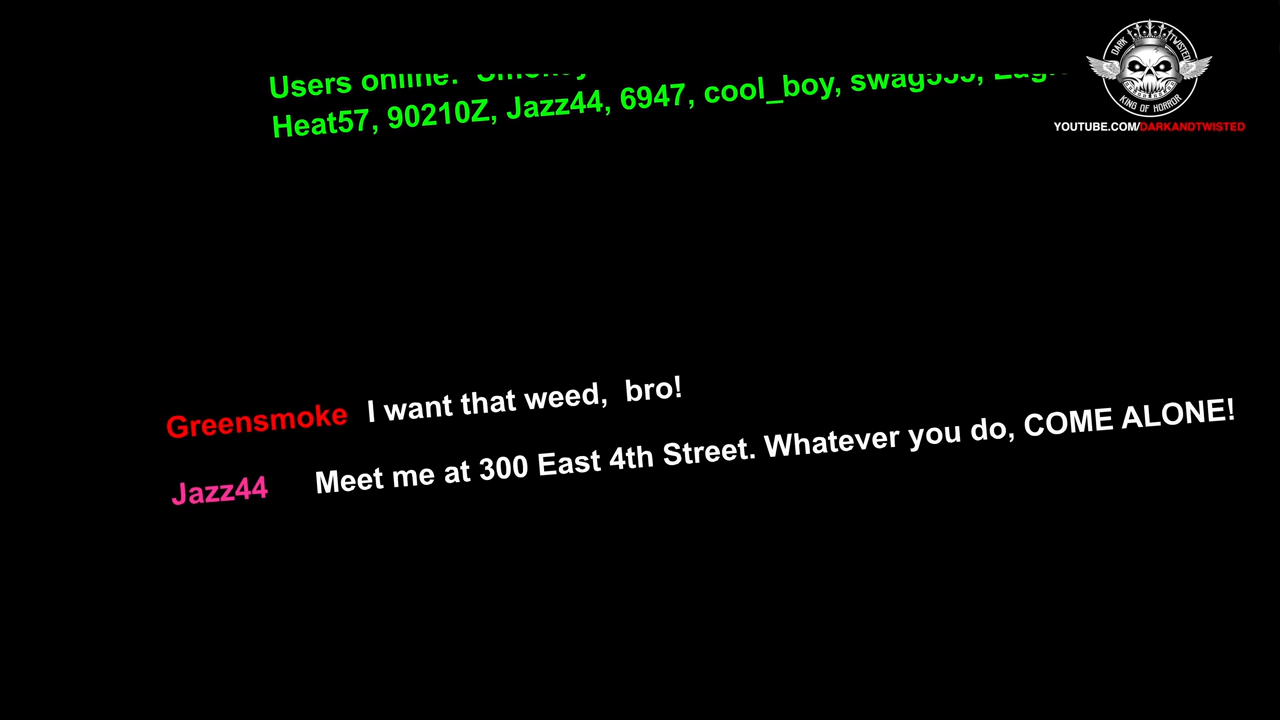 Users online:
Heat57, 90210Z, Jazz44, 6947, cool_boy,
DARK TWISTED
KING OF HORROR
YOUTUBE.COM/DARKANDTWISTED
Greensmoke I want that weed, bro!
Jazz44 Meet me at 300 East 4th Street. Whatever you do, COME ALONE!